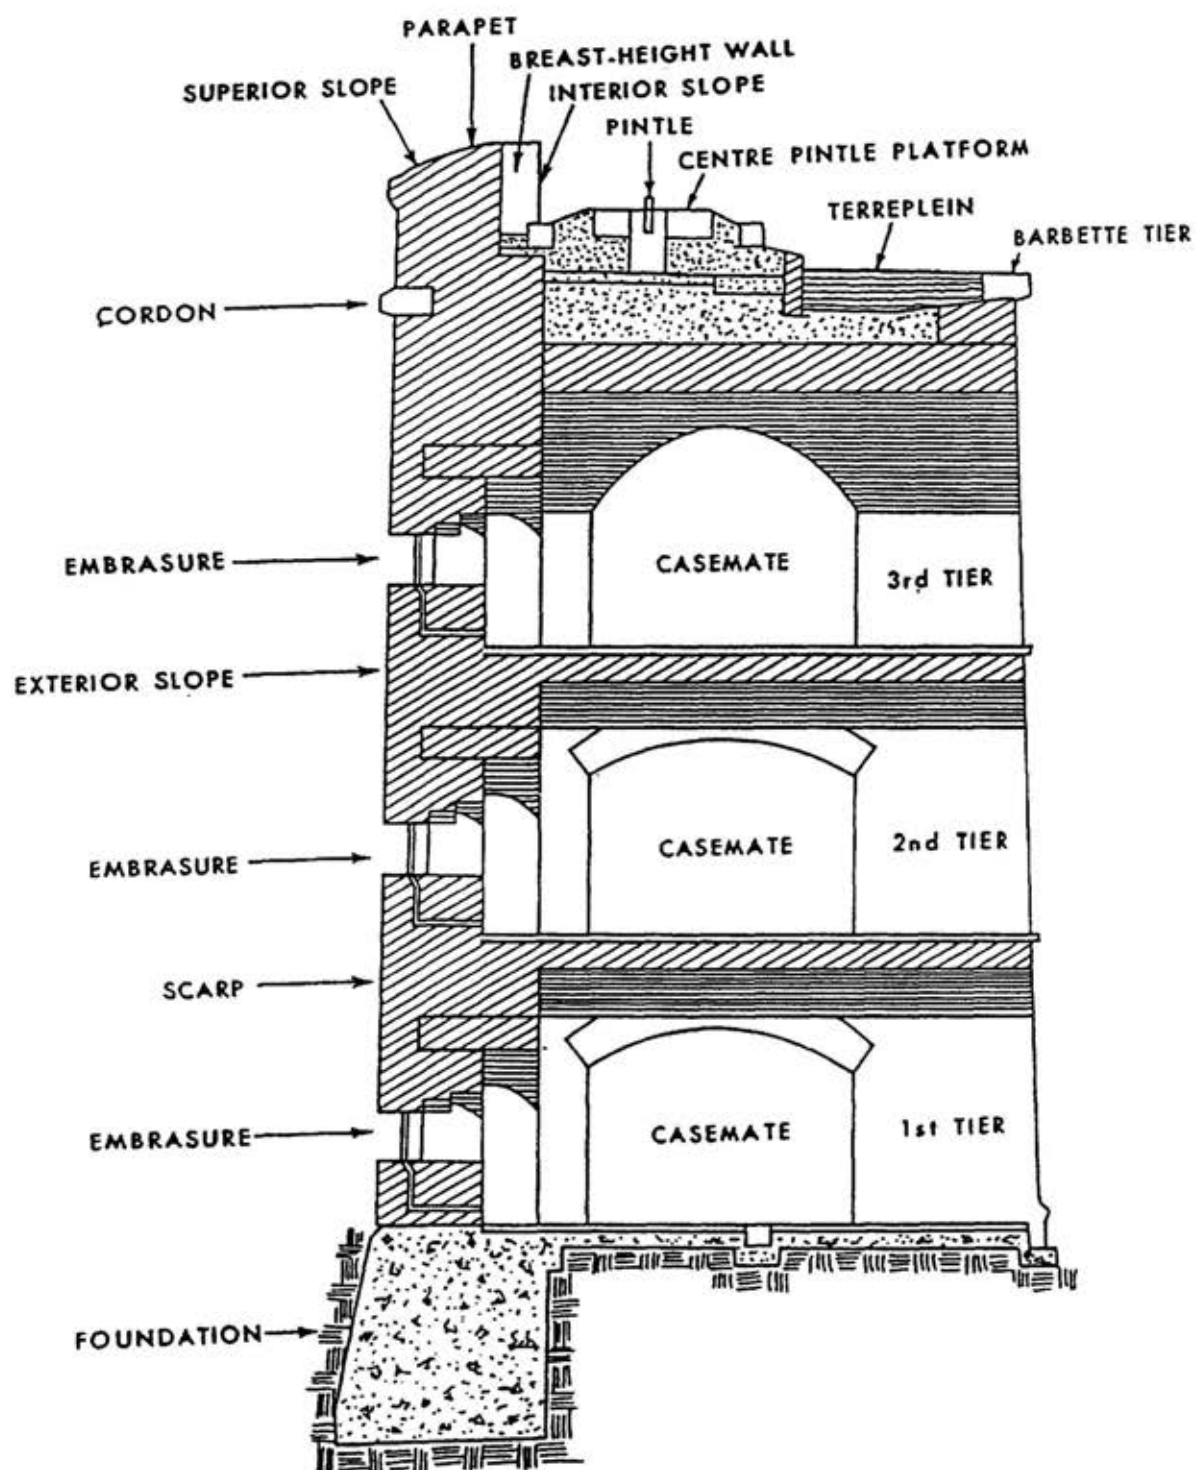 PARAPET
BREAST-HEIGHT WALL
SUPERIOR SLOPE
INTERIOR SLOPE
PINTLE
CENTRE PINTLE PLATFORM
TERREPLEIN
BARBETTE TIER
CORDON
EMBRASURE
CASEMATE
3rd TIER
EXTERIOR SLOPE
EMBRASURE
CASEMATE
2nd TIER
SCARP
EMBRASURE
CASEMATE
1st TIER
FOUNDATION